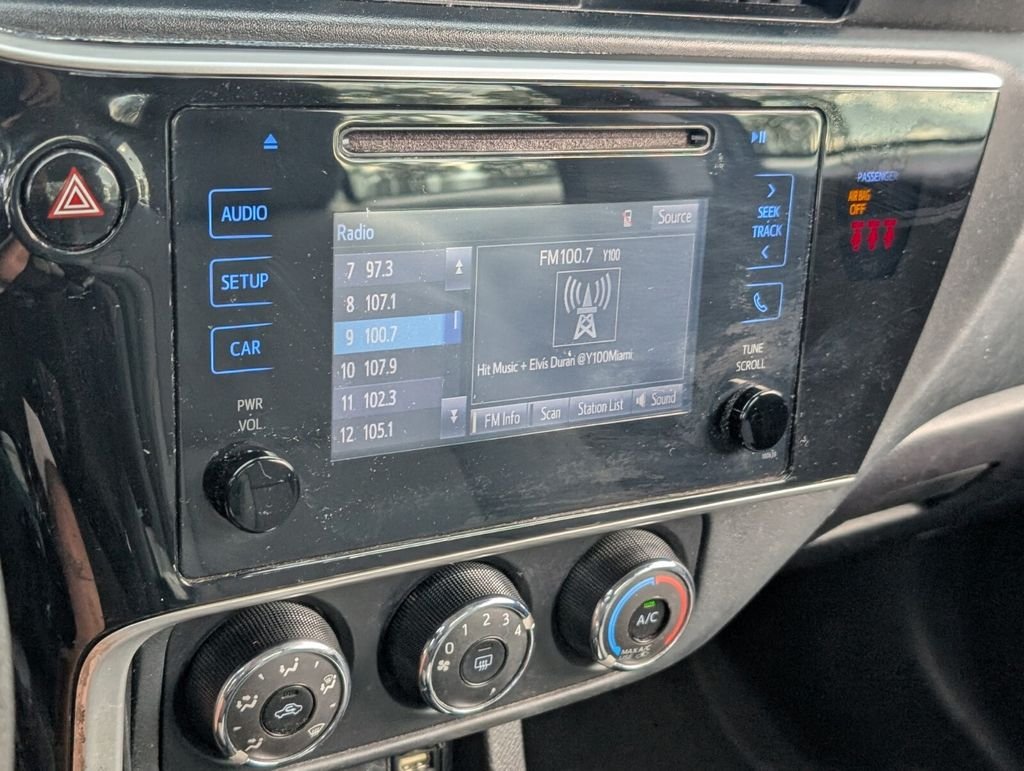 AUDIO
SETUP
CAR
PWR
VOL
Radio
Source
7 97.3
8 107.1
9 100.7
10 107.9
11 102.3
12 105.1
FM100.7 Y100
Hit Music + Elvis Duran @Y100Miami
FM Info
Scan
Station List
Sound
SEEK
TRACK
TUNE
SCROLL
PASSENGER
AIR BAG
OFF
0 1 2 3 4
A/C
MAX A/C
USE